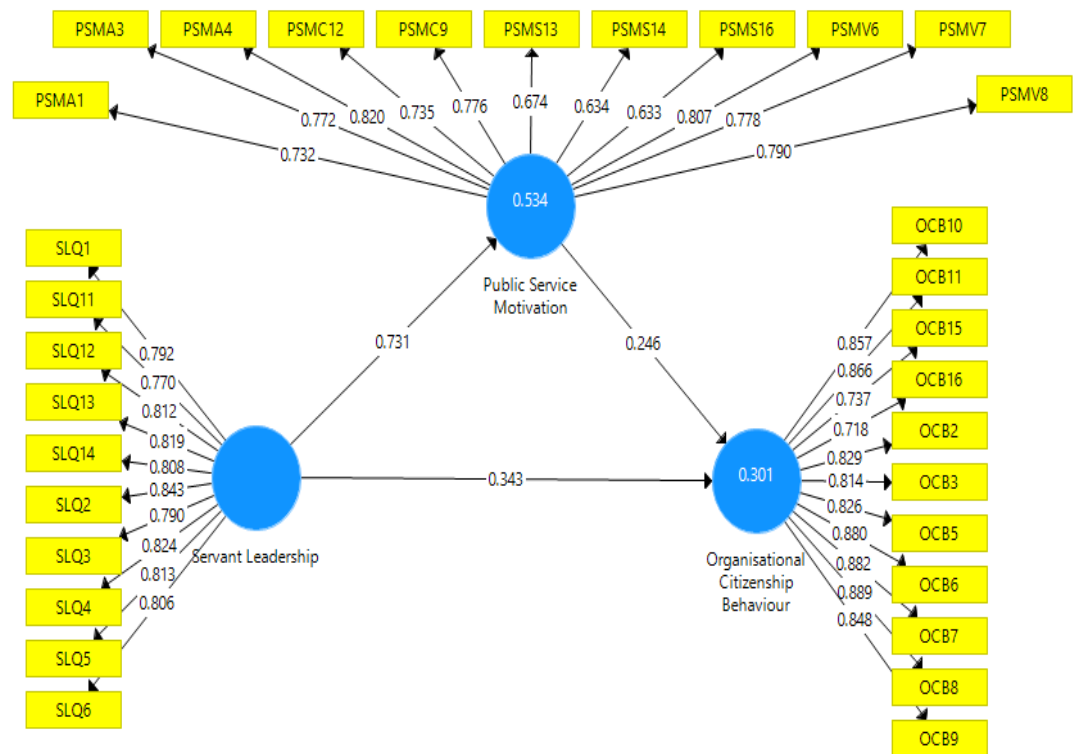 PSMA3 PSMA4 PSMC12 PSMC9 PSMS13 PSMS14 PSMS16 PSMV6 PSMV7
PSMA1 PSMV8
0.732 0.772 0.820 0.735 0.776 0.674 0.634 0.633 0.807 0.778 0.790
0.534
Public Service
Motivation
SLQ1
SLQ11
SLQ12
SLQ13
SLQ14
SLQ2
SLQ3
SLQ4
SLQ5
SLQ6
0.792
0.770
0.812
0.819
0.808
0.843
0.790
0.824
0.813
0.806
Servant Leadership
0.731
0.246
0.343
0.301
Organisational
Citizenship
Behaviour
0.857
0.866
0.737
0.718
0.829
0.814
0.826
0.880
0.882
0.889
0.848
OCB10
OCB11
OCB15
OCB16
OCB2
OCB3
OCB5
OCB6
OCB7
OCB8
OCB9